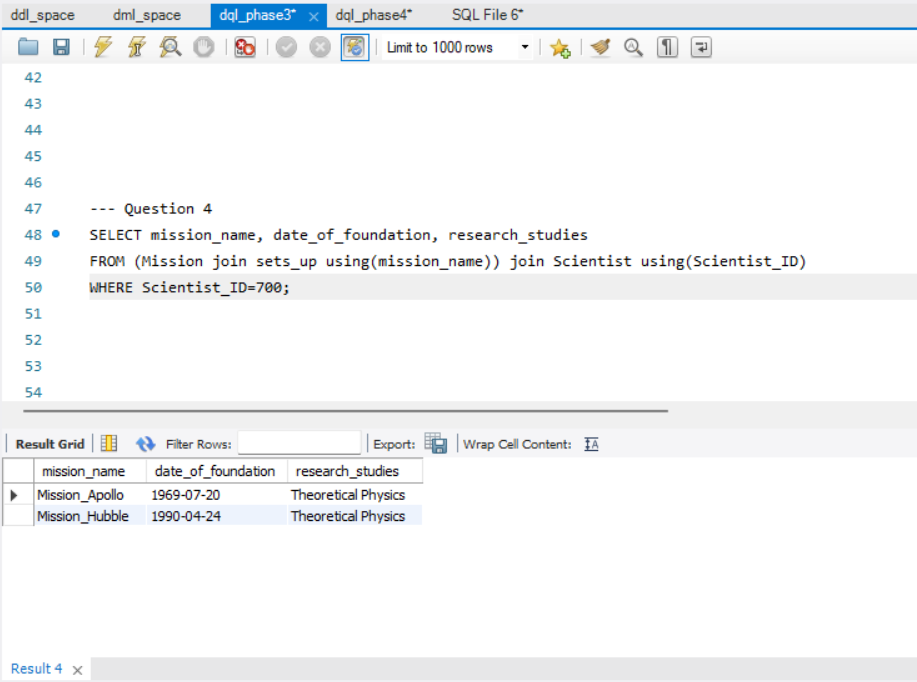 ddl_space dml_space dql_phase3* × dql_phase4* SQL File 6*
Limit to 1000 rows
42
43
44
45
46
47 --- Question 4
48 SELECT mission_name, date_of_foundation, research_studies
49 FROM (Mission join sets_up using(mission_name)) join Scientist using(Scientist_ID)
50 WHERE Scientist_ID=700;
51
52
53
54
Result Grid Filter Rows: Export: Wrap Cell Content: IA
mission_name date_of_foundation research_studies
Mission_Apollo 1969-07-20 Theoretical Physics
Mission_Hubble 1990-04-24 Theoretical Physics
Result 4 ×